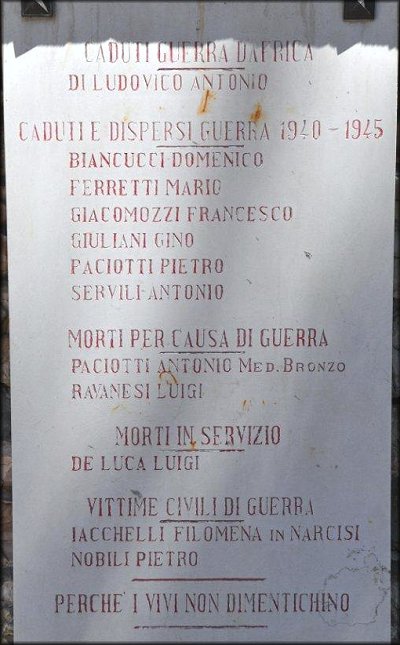 CADUTI GUERRA D'AFRICA
DI LUDOVICO ANTONIO
CADUTI E DISPERSI GUERRA 1940-1945
BIANCUCCI DOMENICO
FERRETTI MARIO
GIACOMOZZI FRANCESCO
GIULIANI GINO
PACIOTTI PIETRO
SERVILI ANTONIO
MORTI PER CAUSA DI GUERRA
PACIOTTI ANTONIO MED. BRONZO
RAVANESI LUIGI
MORTI IN SERVIZIO
DE LUCA LUIGI
VITTIME CIVILI DI GUERRA
IACCHELLI FILOMENA IN NARCISI
NOBILI PIETRO
PERCHE' I VIVI NON DIMENTICHINO